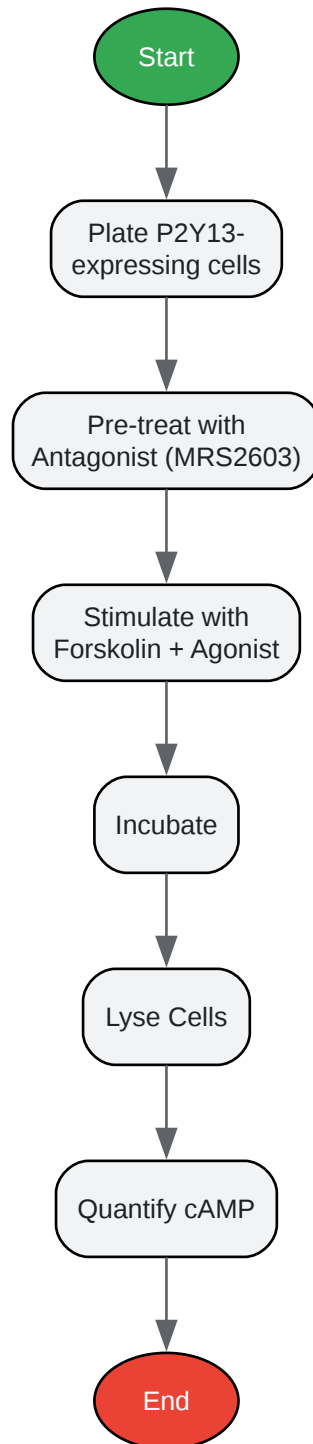 Start
Plate P2Y13-
expressing cells
Pre-treat with
Antagonist (MRS2603)
Stimulate with
Forskolin + Agonist
Incubate
Lyse Cells
Quantify cAMP
End